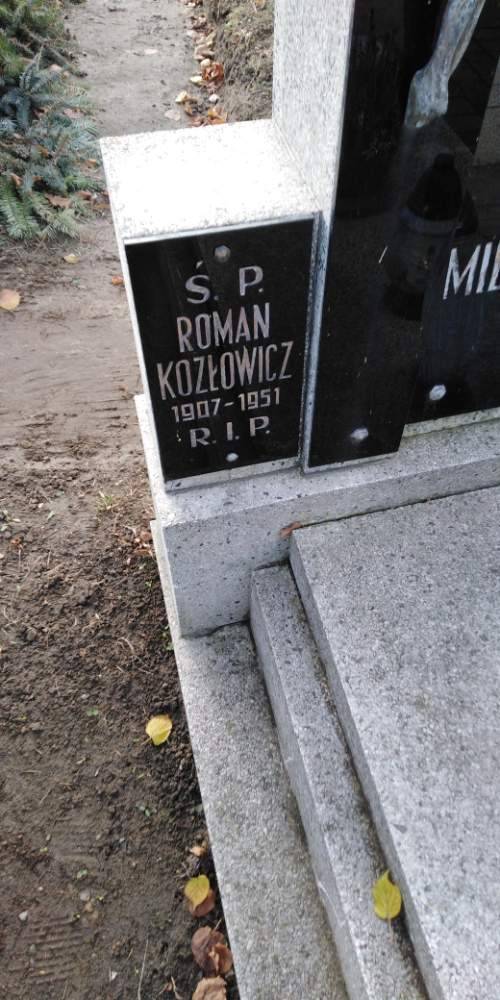 Ś. P.
ROMAN
KOZŁOWICZ
1907-1951
R.I.P.